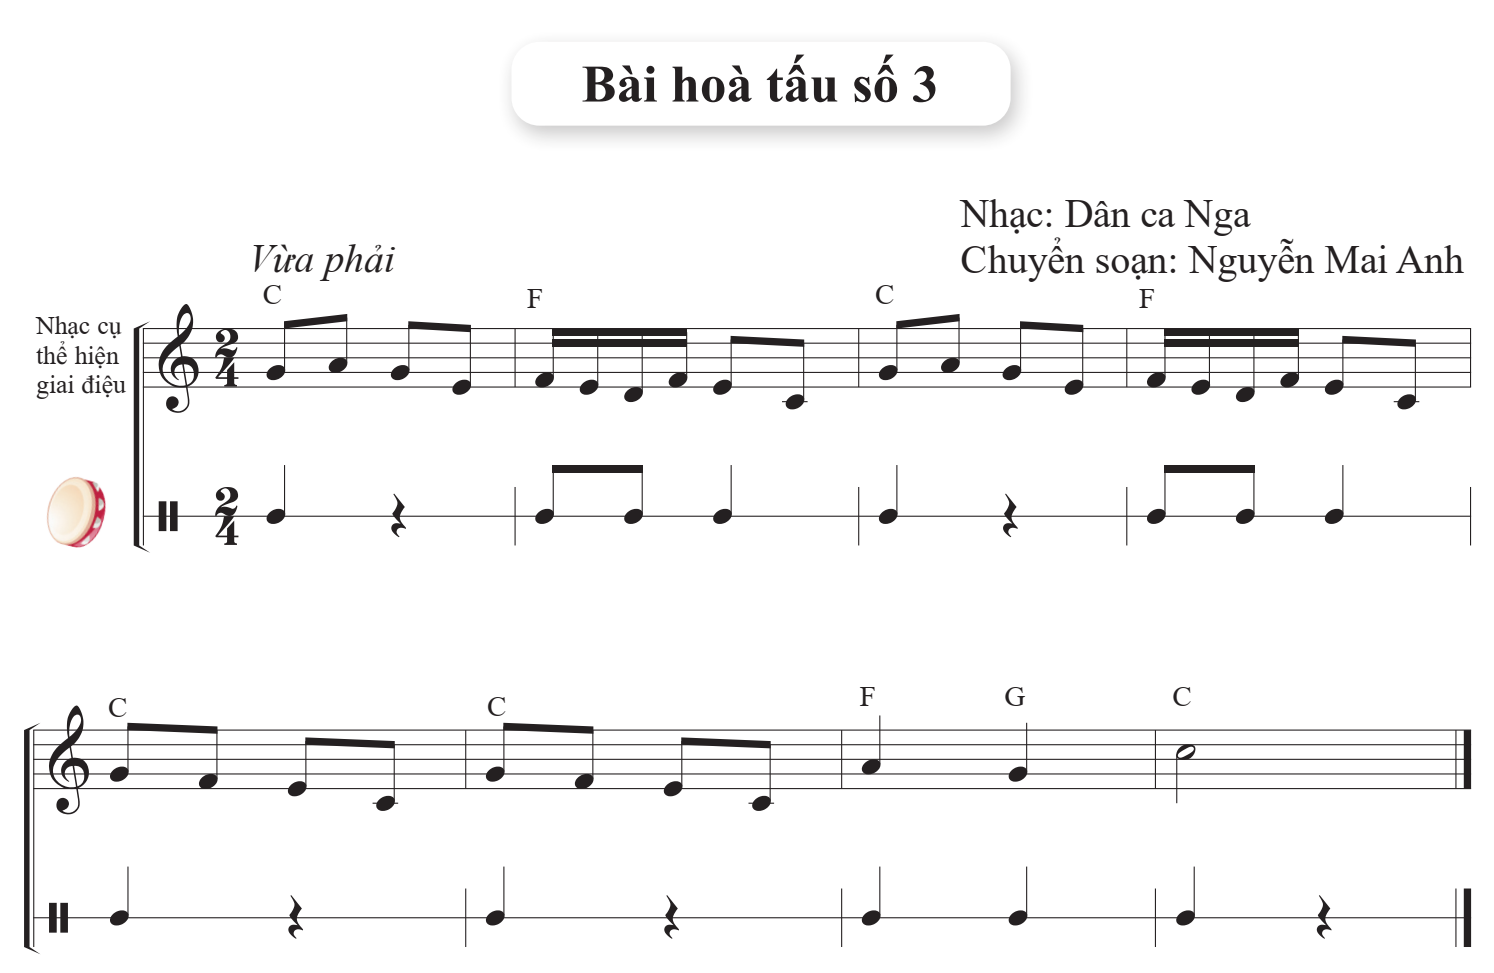 Bài hoà tấu số 3
Nhạc: Dân ca Nga
Vừa phải
Chuyển soạn: Nguyễn Mai Anh
C F C F
Nhạc cụ
thể hiện
giai điệu
2
4
2
4
C C F G C